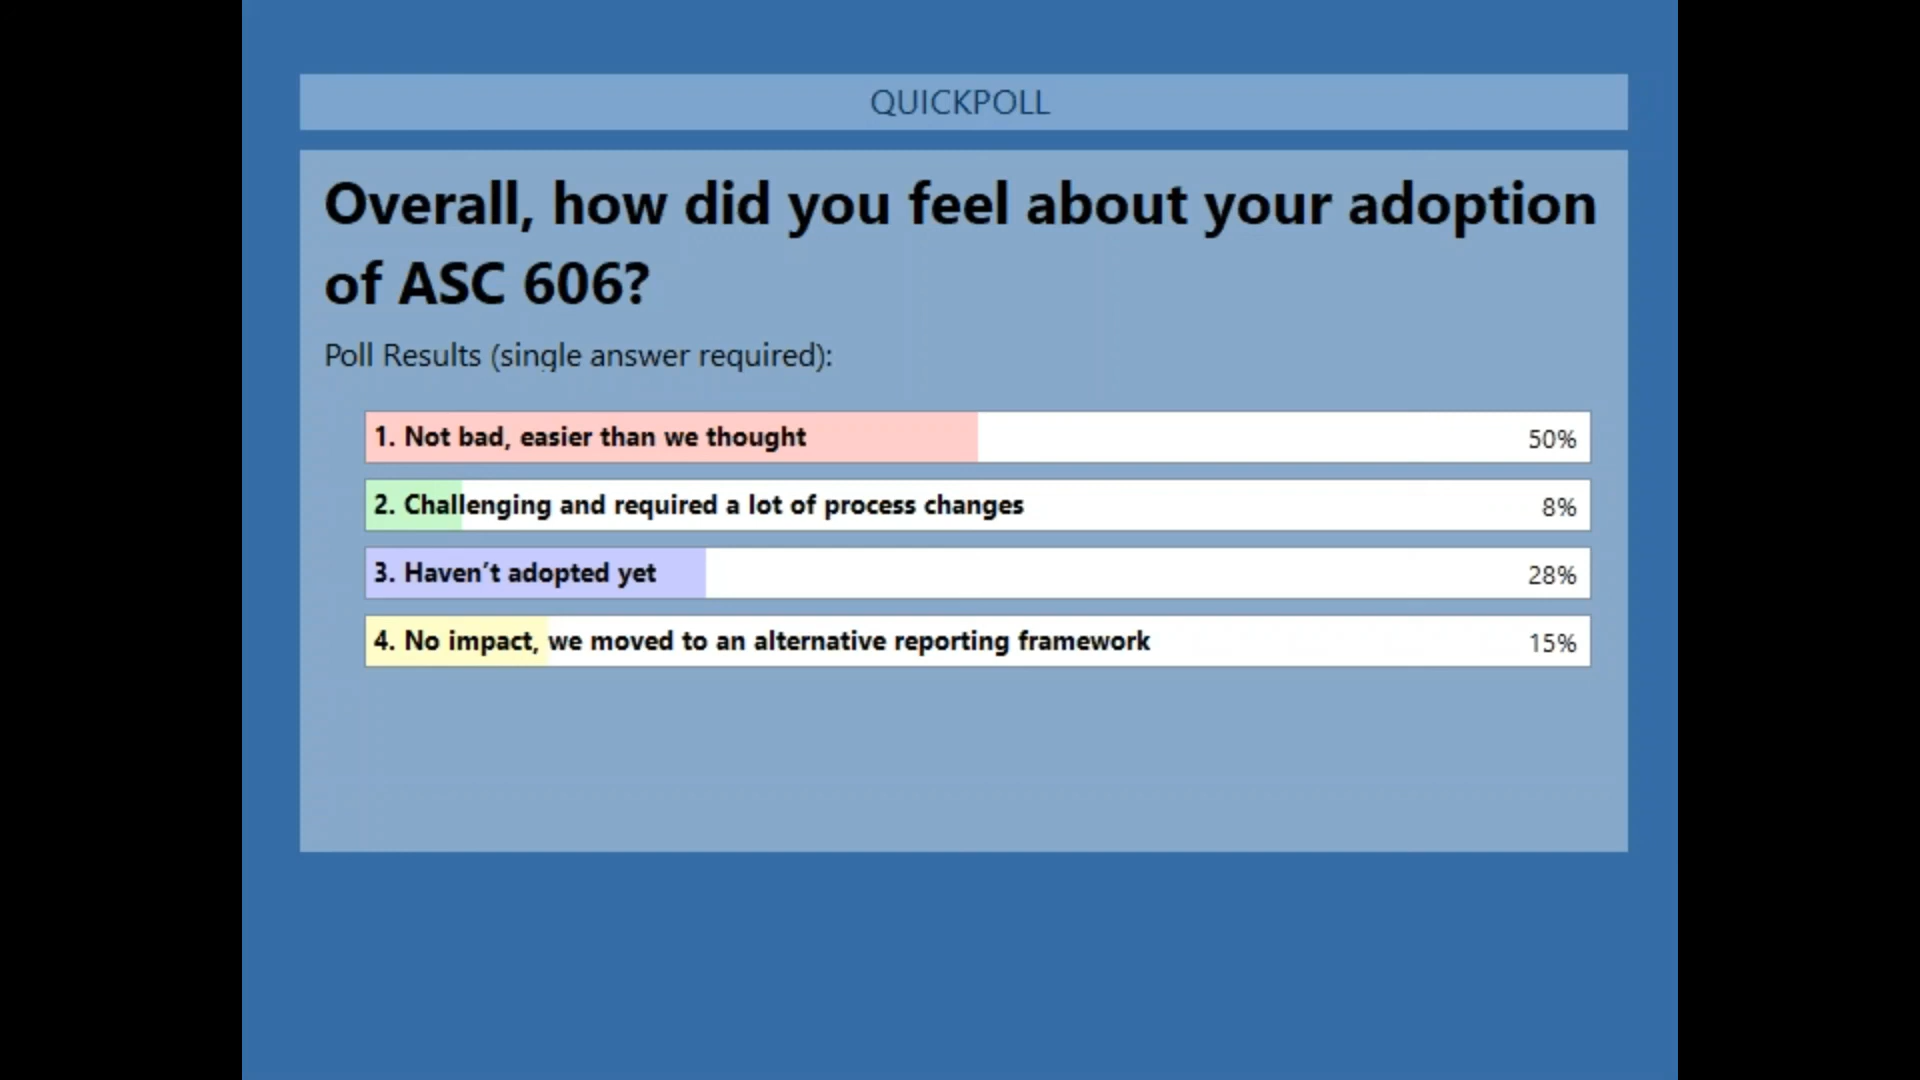 QUICKPOLL
Overall, how did you feel about your adoption
of ASC 606?
Poll Results (single answer required):
1. Not bad, easier than we thought 50%
2. Challenging and required a lot of process changes 8%
3. Haven’t adopted yet 28%
4. No impact, we moved to an alternative reporting framework 15%